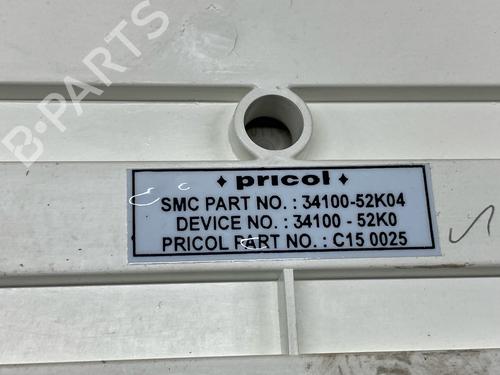 B-PARTS
♦ pricol ♦
SMC PART NO. : 34100-52K04
DEVICE NO. : 34100 - 52K0
PRICOL PART NO. : C15 0025